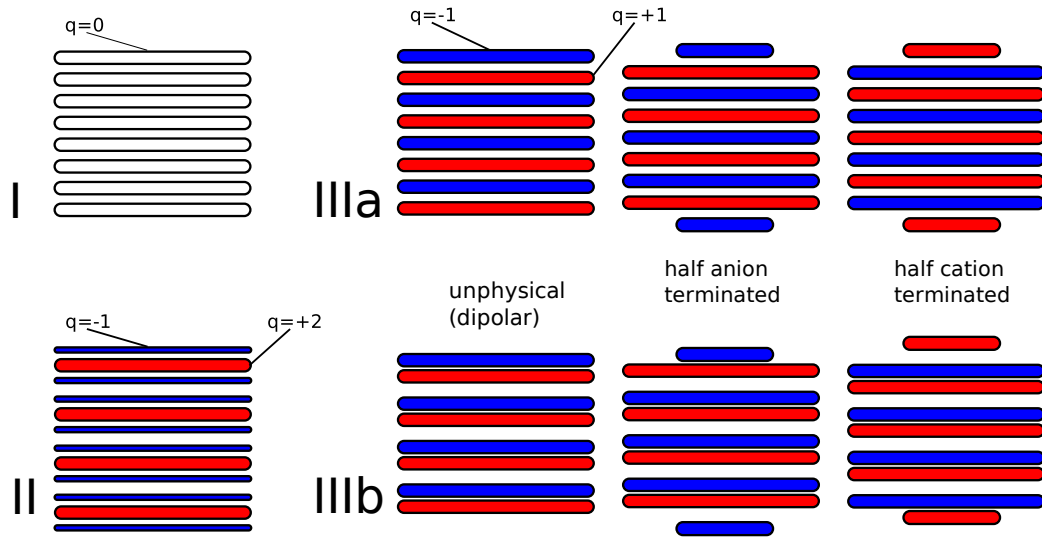 q=0
q=-1
q=+1
I
IIIa
unphysical
(dipolar)
half anion
terminated
half cation
terminated
q=-1
q=+2
II
IIIb